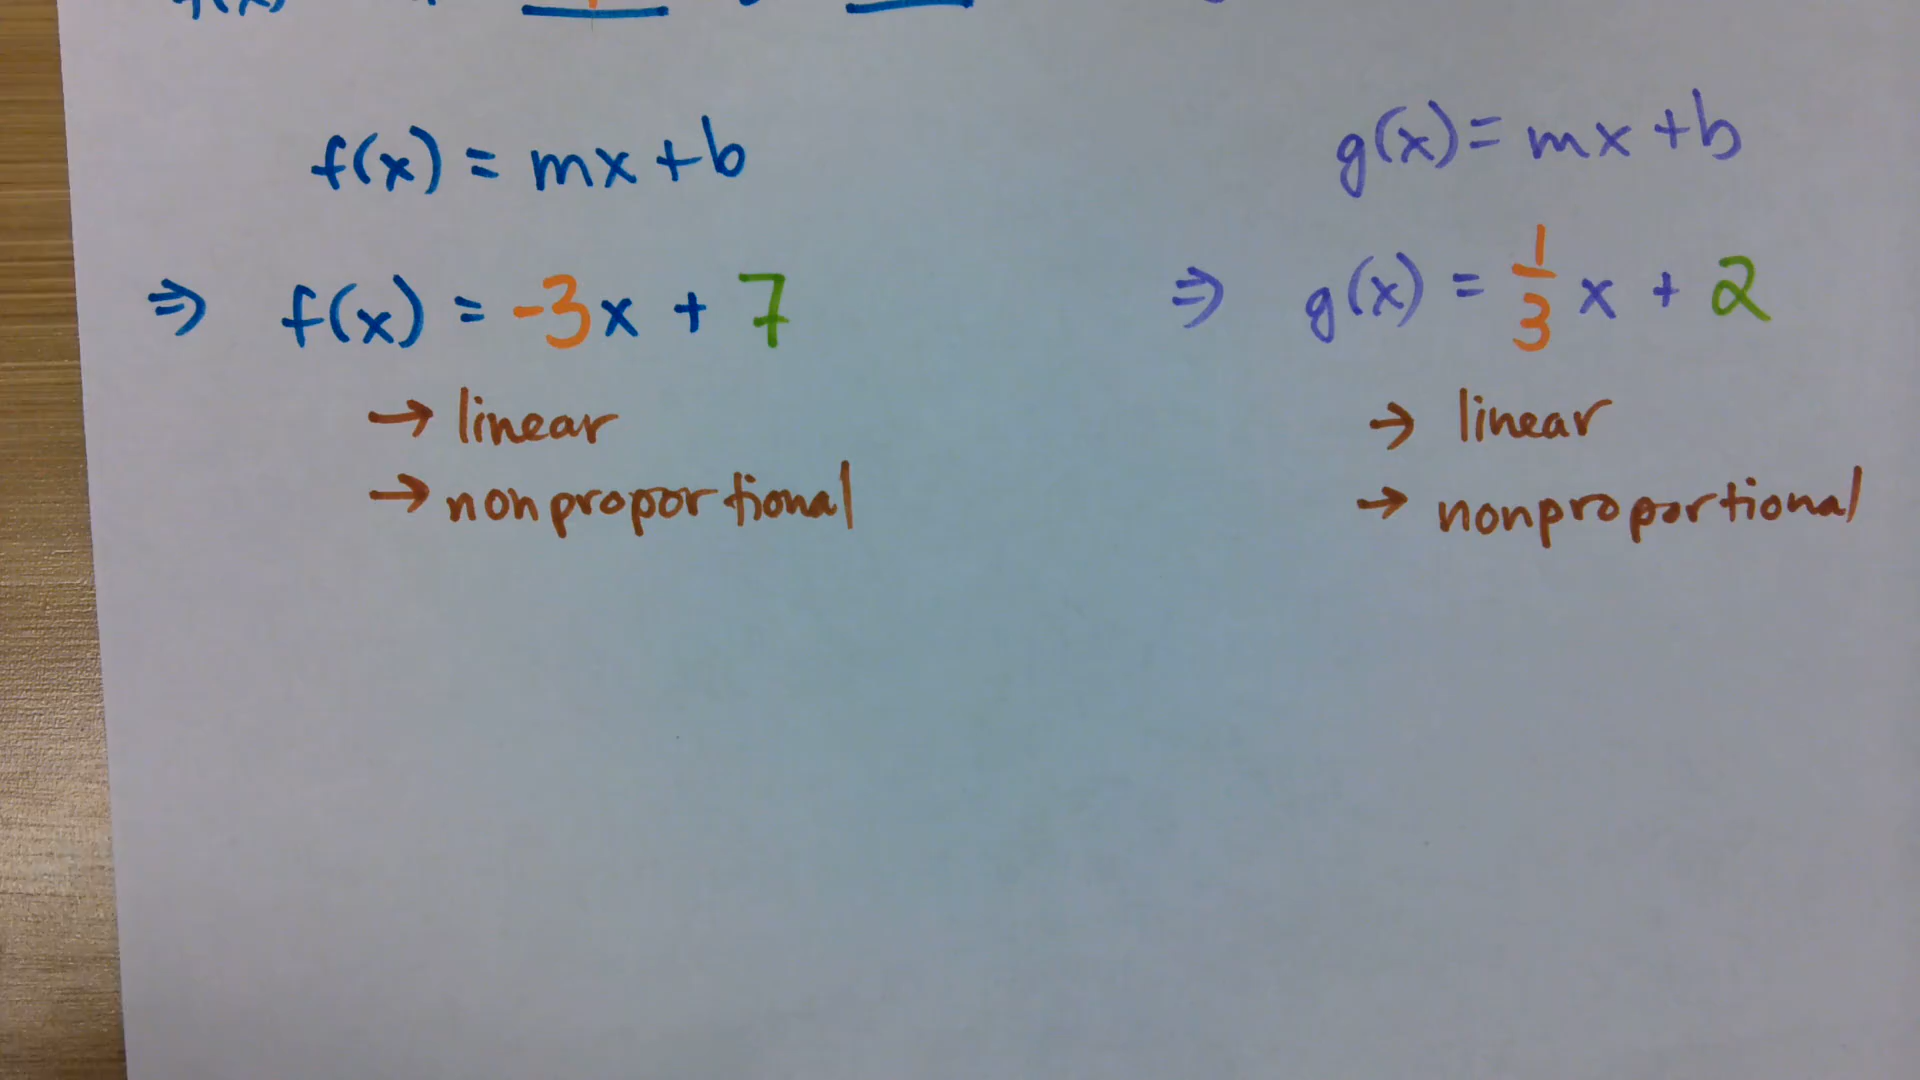 f(x) = mx + b
⇒ f(x) = -3x + 7
→ linear
→ nonproportional
g(x) = mx + b
⇒ g(x) = 1/3 x + 2
→ linear
→ nonproportional